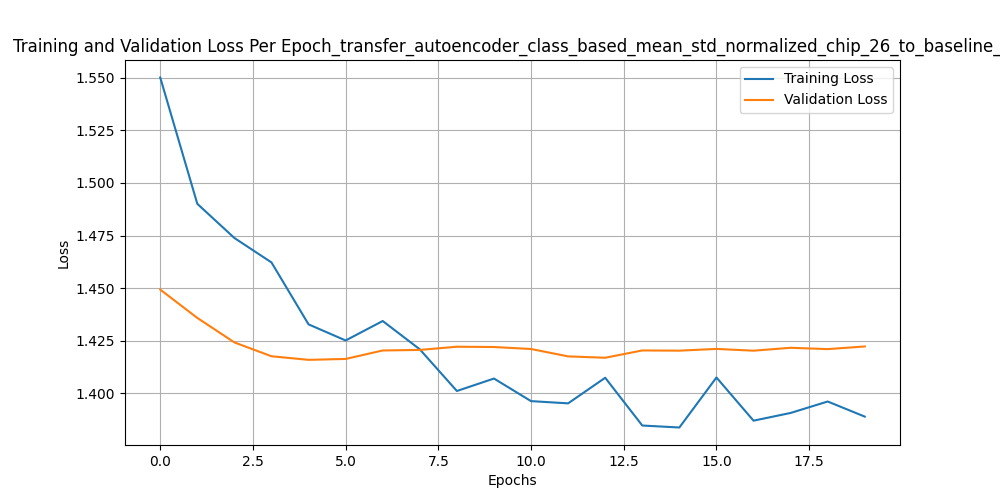 Training and Validation Loss Per Epoch_transfer_autoencoder_class_based_mean_std_normalized_chip_26_to_baseline_
Training Loss
Validation Loss
1.550
1.525
1.500
1.475
1.450
1.425
1.400
Loss
0.0 2.5 5.0 7.5 10.0 12.5 15.0 17.5
Epochs